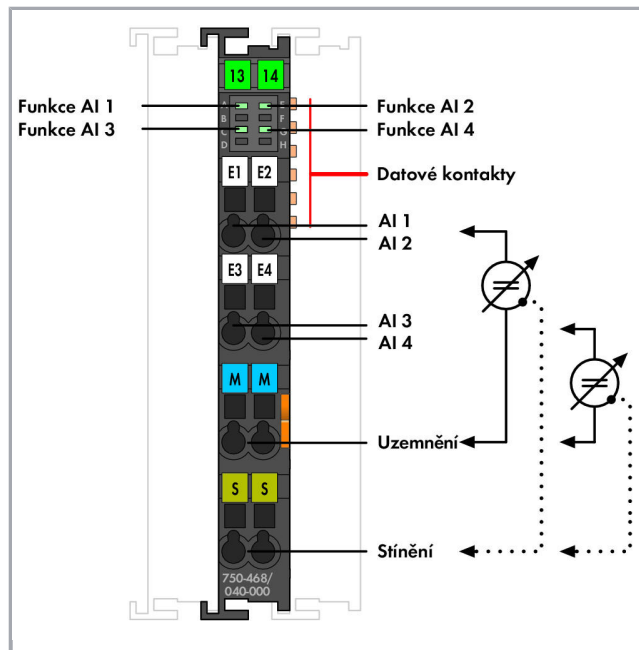 13 14
Funkce AI 1
A E
Funkce AI 2
B F
Funkce AI 3
C G
Funkce AI 4
D H
E1 E2
Datové kontakty
AI 1
AI 2
E3 E4
AI 3
AI 4
M M
Uzemnění
S S
Stínění
750-468/
040-000